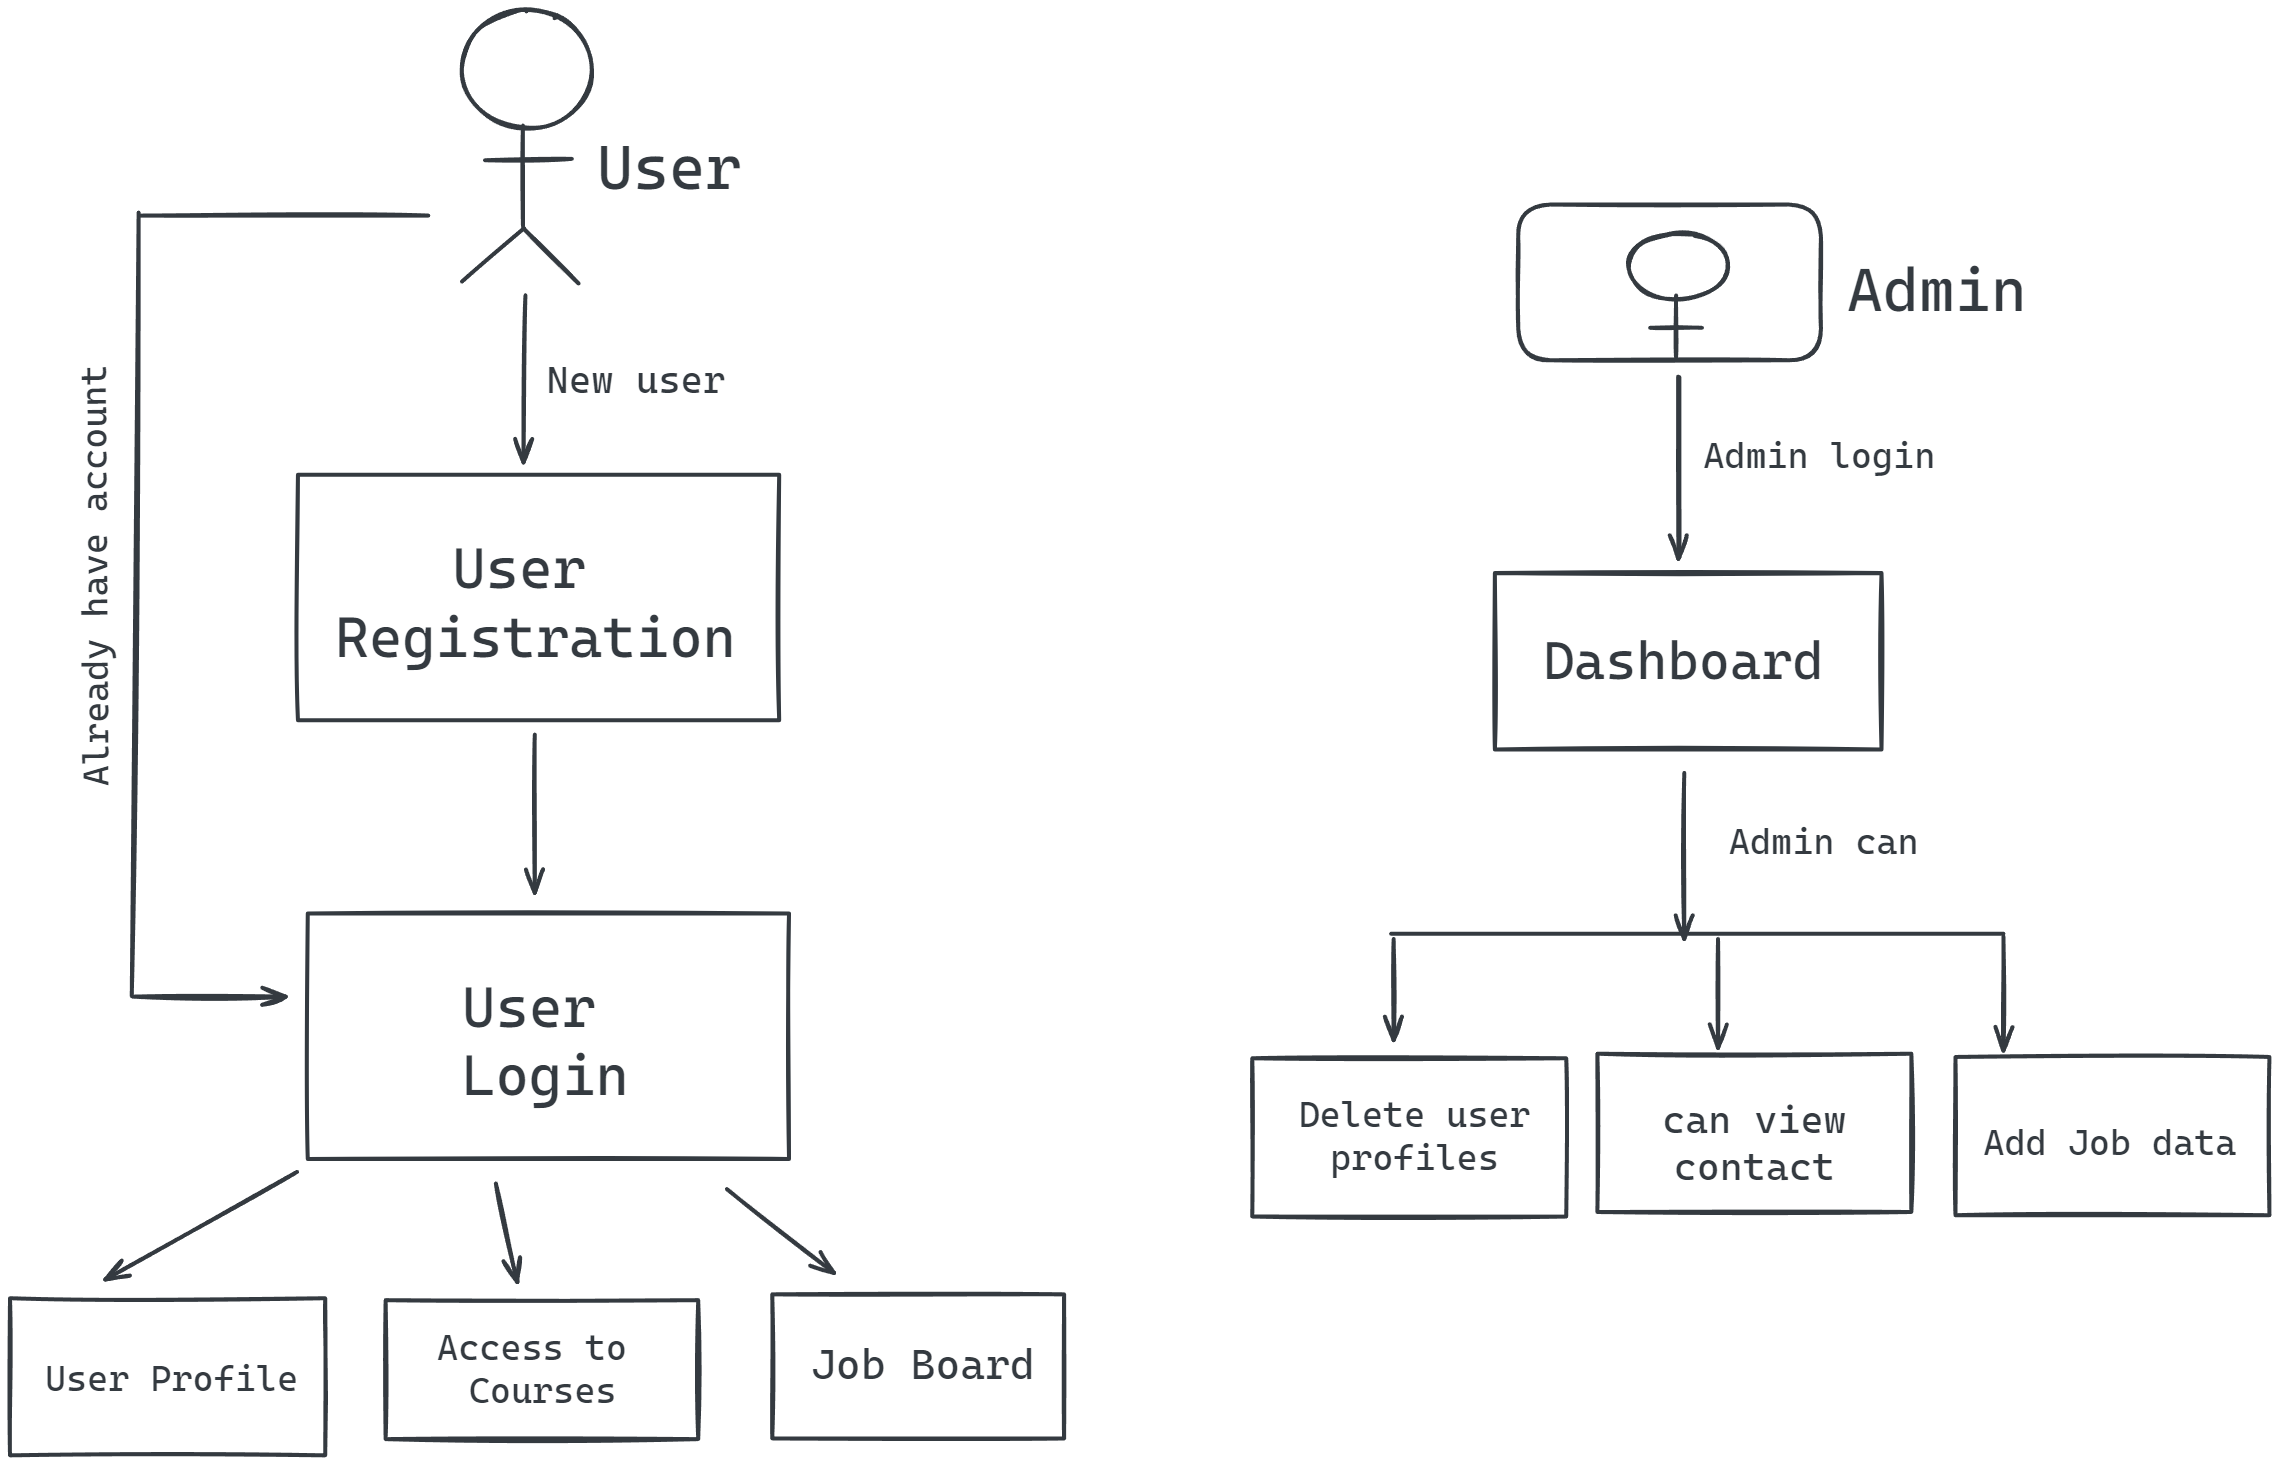 User
New user
Already have account
User
Registration
User
Login
User Profile
Access to
Courses
Job Board
Admin
Admin login
Dashboard
Admin can
Delete user
profiles
can view
contact
Add Job data